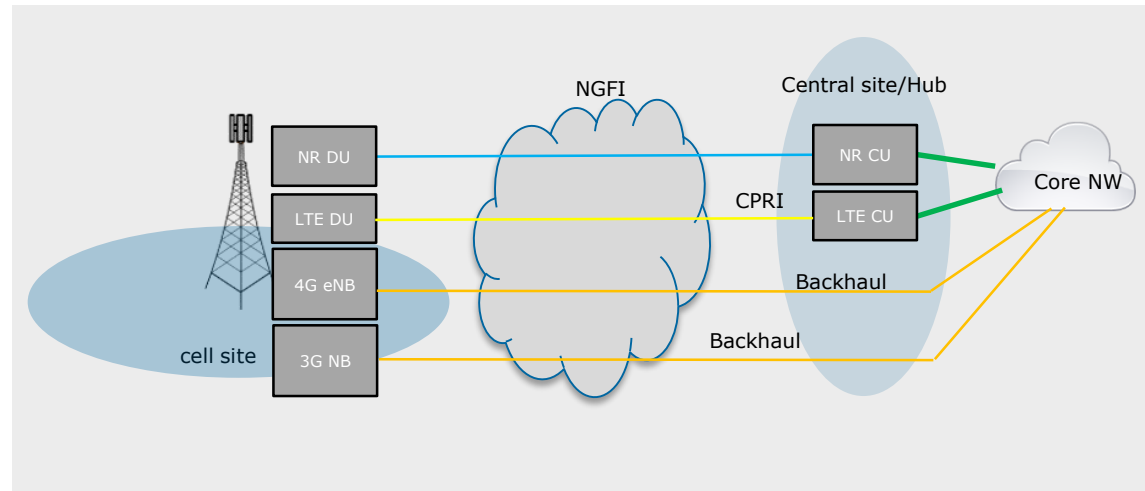 NGFI
Central site/Hub
NR DU
NR CU
Core NW
CPRI
LTE DU
LTE CU
4G eNB
Backhaul
Backhaul
cell site
3G NB